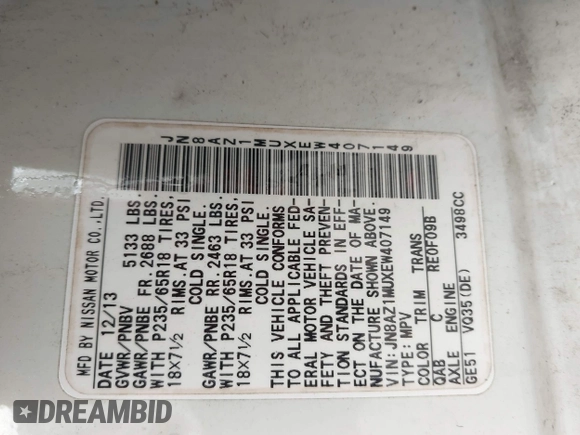 JN8AZ1MUXEW407149
MFD BY NISSAN MOTOR CO.,LTD.
DATE 12/13
GVWR/PNBV 5133 LBS.
GAWR/PNBE FR. 2688 LBS.
WITH P235/65R18 TIRES,
18×7½ RIMS.AT 33 PSI
COLD SINGLE.
GAWR/PNBE RR. 2463 LBS.
WITH P235/65R18 TIRES,
18×7½ RIMS.AT 33 PSI
COLD SINGLE.
THIS VEHICLE CONFORMS
TO ALL APPLICABLE FED-
ERAL MOTOR VEHICLE SA-
FETY AND THEFT PREVEN-
TION STANDARDS IN EFF-
ECT ON THE DATE OF MA-
NUFACTURE SHOWN ABOVE.
VIN:JN8AZ1MUXEW407149
TYPE:MPV
COLOR TRIM TRANS
QAB C RE0F09B
AXLE ENGINE
GE51 VQ35(DE) 3498CC
DREAMBID